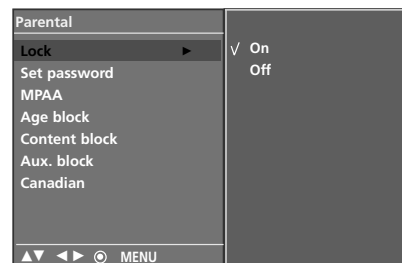 Parental
Lock ►
Set password
MPAA
Age block
Content block
Aux. block
Canadian
√ On
Off
▲▼ ◄► ⦿ MENU